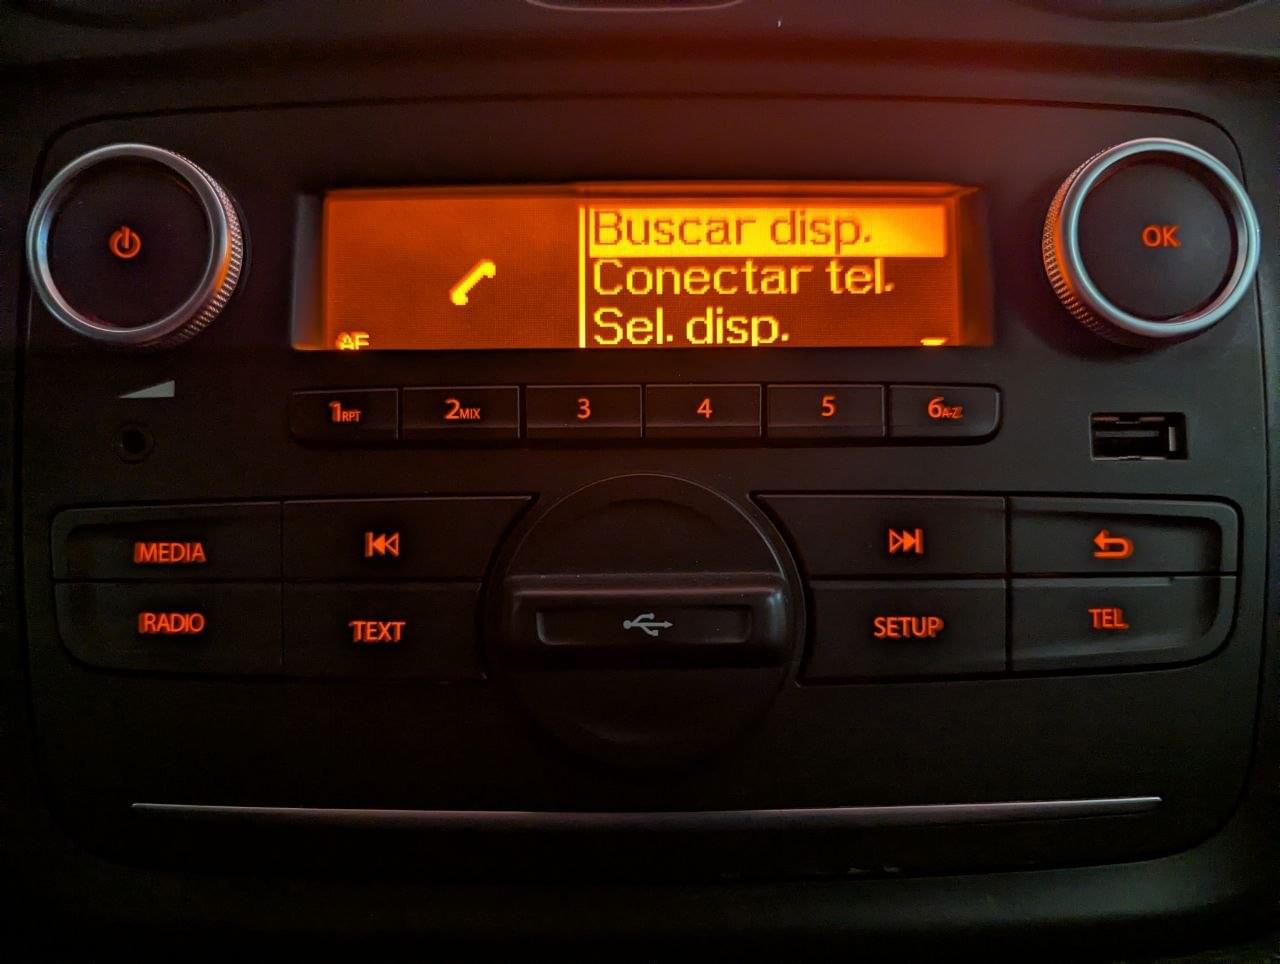 Buscar disp.
Conectar tel.
Sel. disp.
AF
OK
1RPT 2MIX 3 4 5 6A-Z
MEDIA
RADIO TEXT SETUP TEL